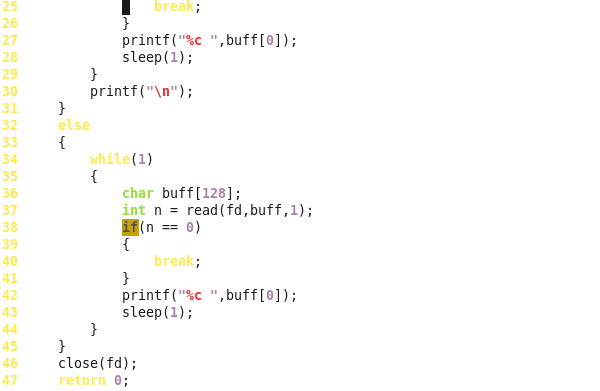 25                 break;
26             }
27             printf("%c ",buff[0]);
28             sleep(1);
29         }
30         printf("\n");
31     }
32     else
33     {
34         while(1)
35         {
36             char buff[128];
37             int n = read(fd,buff,1);
38             if(n == 0)
39             {
40                 break;
41             }
42             printf("%c ",buff[0]);
43             sleep(1);
44         }
45     }
46     close(fd);
47     return 0;